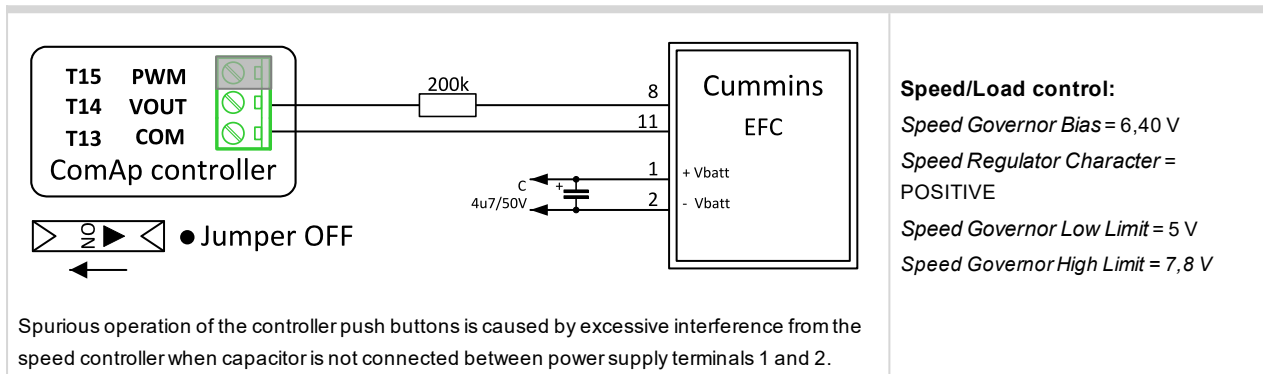 T15 PWM
T14 VOUT
T13 COM
ComAp controller
200k
8
11
1
2
Cummins
EFC
+ Vbatt
- Vbatt
C
+
4u7/50V
ON
● Jumper OFF
Spurious operation of the controller push buttons is caused by excessive interference from the
speed controller when capacitor is not connected between power supply terminals 1 and 2.
Speed/Load control:
Speed Governor Bias = 6,40 V
Speed Regulator Character =
POSITIVE
Speed Governor Low Limit = 5 V
Speed Governor High Limit = 7,8 V